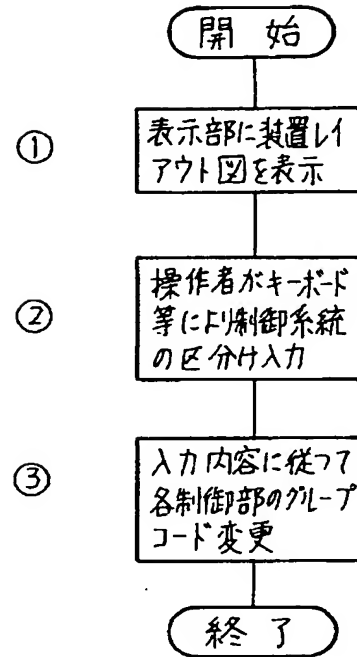 開 始
①
表示部に装置レイ
アウト図を表示
②
操作者がキーボード
等により制御系統
の区分け入力
③
入力内容に従つて
各制御部のグループ
コード変更
終 了